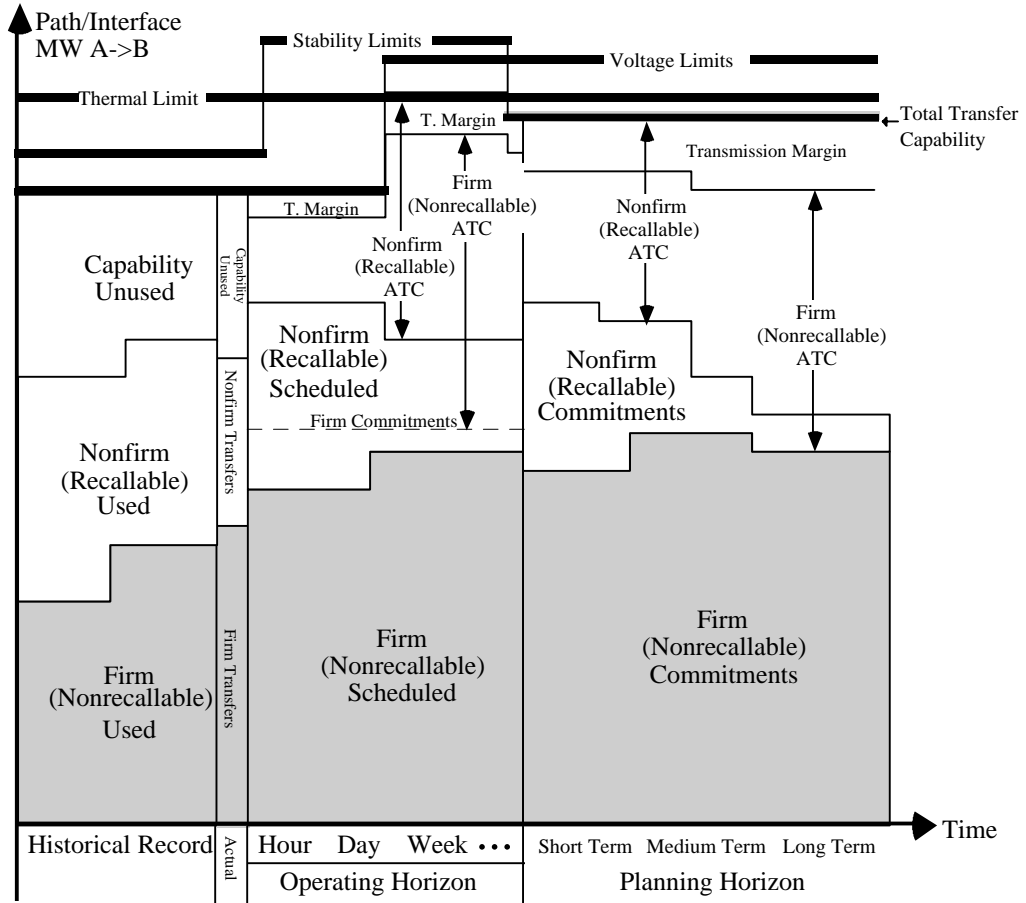 Path/Interface
MW A->B
Stability Limits
Voltage Limits
Thermal Limit
Total Transfer
Capability
T. Margin
Transmission Margin
Firm
(Nonrecallable)
ATC
T. Margin
Nonfirm
(Recallable)
ATC
Nonfirm
(Recallable)
ATC
Capability
Unused
Capability
Unused
Firm
(Nonrecallable)
ATC
Nonfirm
(Recallable)
Scheduled
Nonfirm
(Recallable)
Commitments
Firm Commitments
Nonfirm
(Recallable)
Used
Nonfirm Transfers
Firm
(Nonrecallable)
Used
Firm Transfers
Firm
(Nonrecallable)
Scheduled
Firm
(Nonrecallable)
Commitments
Time
Historical Record
Actual
Hour Day Week •••
Short Term Medium Term Long Term
Operating Horizon
Planning Horizon